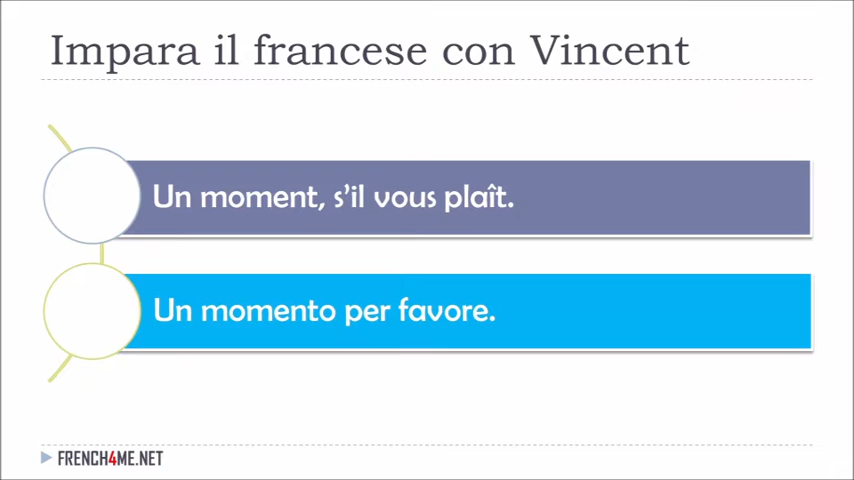 Impara il francese con Vincent
Un moment, s’il vous plaît.
Un momento per favore.
FRENCH4ME.NET